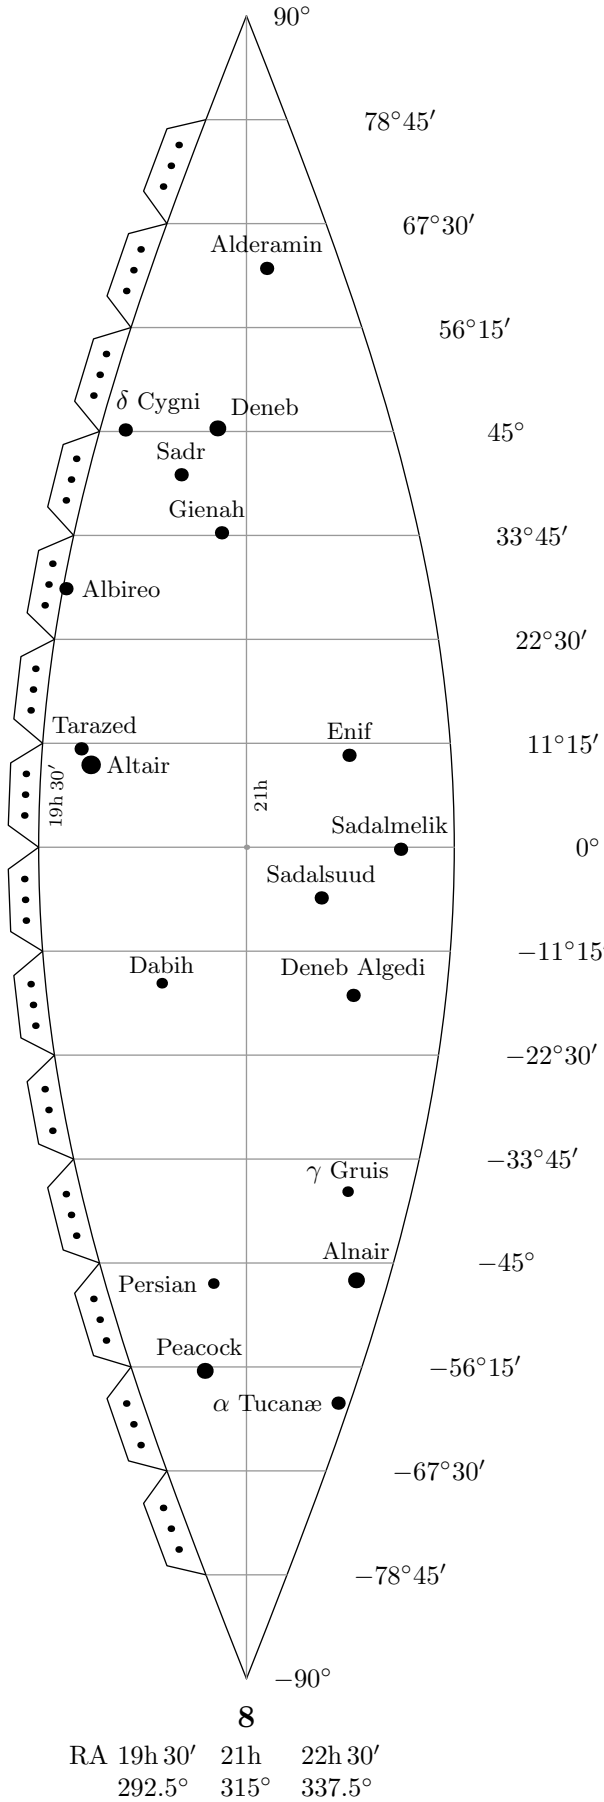 90°
78°45′
67°30′
Alderamin
56°15′
δ Cygni
Deneb
45°
Sadr
Gienah
33°45′
Albireo
22°30′
Tarazed
Enif
11°15′
Altair
19h 30′
21h
Sadalmelik
0°
Sadalsuud
−11°15
Dabih
Deneb Algedi
−22°30′
−33°45′
γ Gruis
Alnair
−45°
Persian
Peacock
−56°15′
α Tucanæ
−67°30′
−78°45′
−90°
8
RA 19h 30′ 21h 22h 30′
292.5° 315° 337.5°